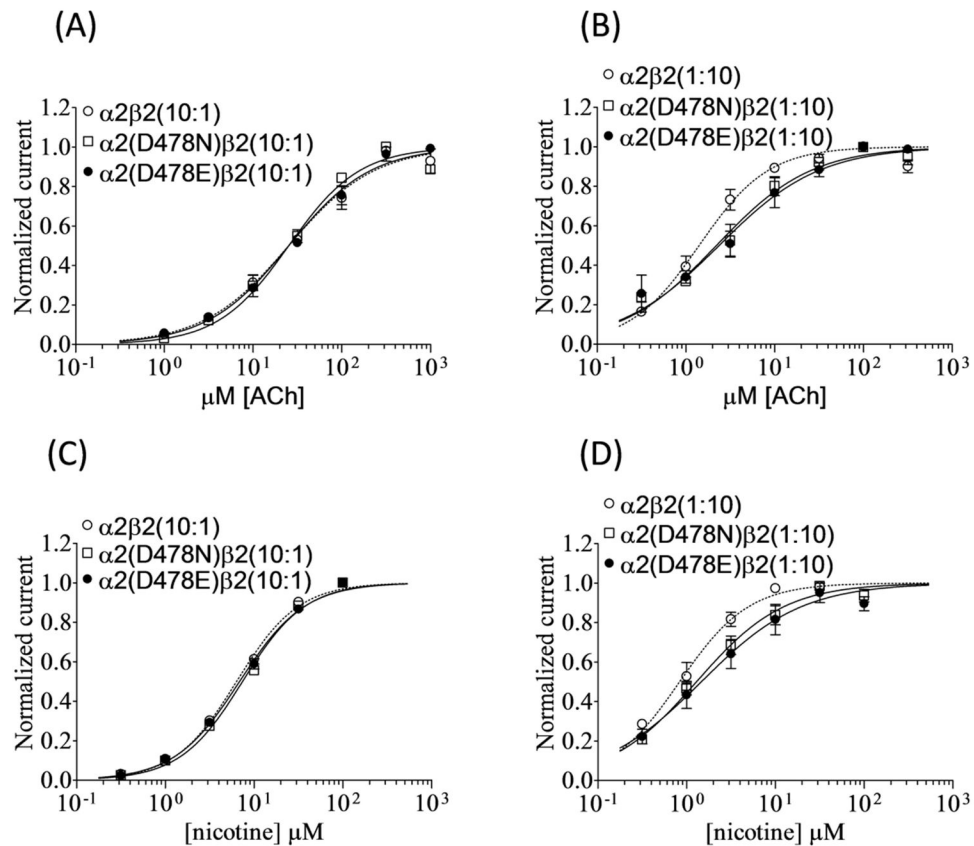 (A)
α2β2(10:1)
α2(D478N)β2(10:1)
α2(D478E)β2(10:1)
Normalized current
1.2
1.0
0.8
0.6
0.4
0.2
0.0
10-1 10⁰ 10¹ 10² 10³
μM [ACh]
(B)
α2β2(1:10)
α2(D478N)β2(1:10)
α2(D478E)β2(1:10)
Normalized current
1.2
1.0
0.8
0.6
0.4
0.2
0.0
10-1 10⁰ 10¹ 10² 10³
μM [ACh]
(C)
α2β2(10:1)
α2(D478N)β2(10:1)
α2(D478E)β2(10:1)
Normalized current
1.2
1.0
0.8
0.6
0.4
0.2
0.0
10-1 10⁰ 10¹ 10² 10³
[nicotine] μM
(D)
α2β2(1:10)
α2(D478N)β2(1:10)
α2(D478E)β2(1:10)
Normalized current
1.2
1.0
0.8
0.6
0.4
0.2
0.0
10-1 10⁰ 10¹ 10² 10³
[nicotine] μM